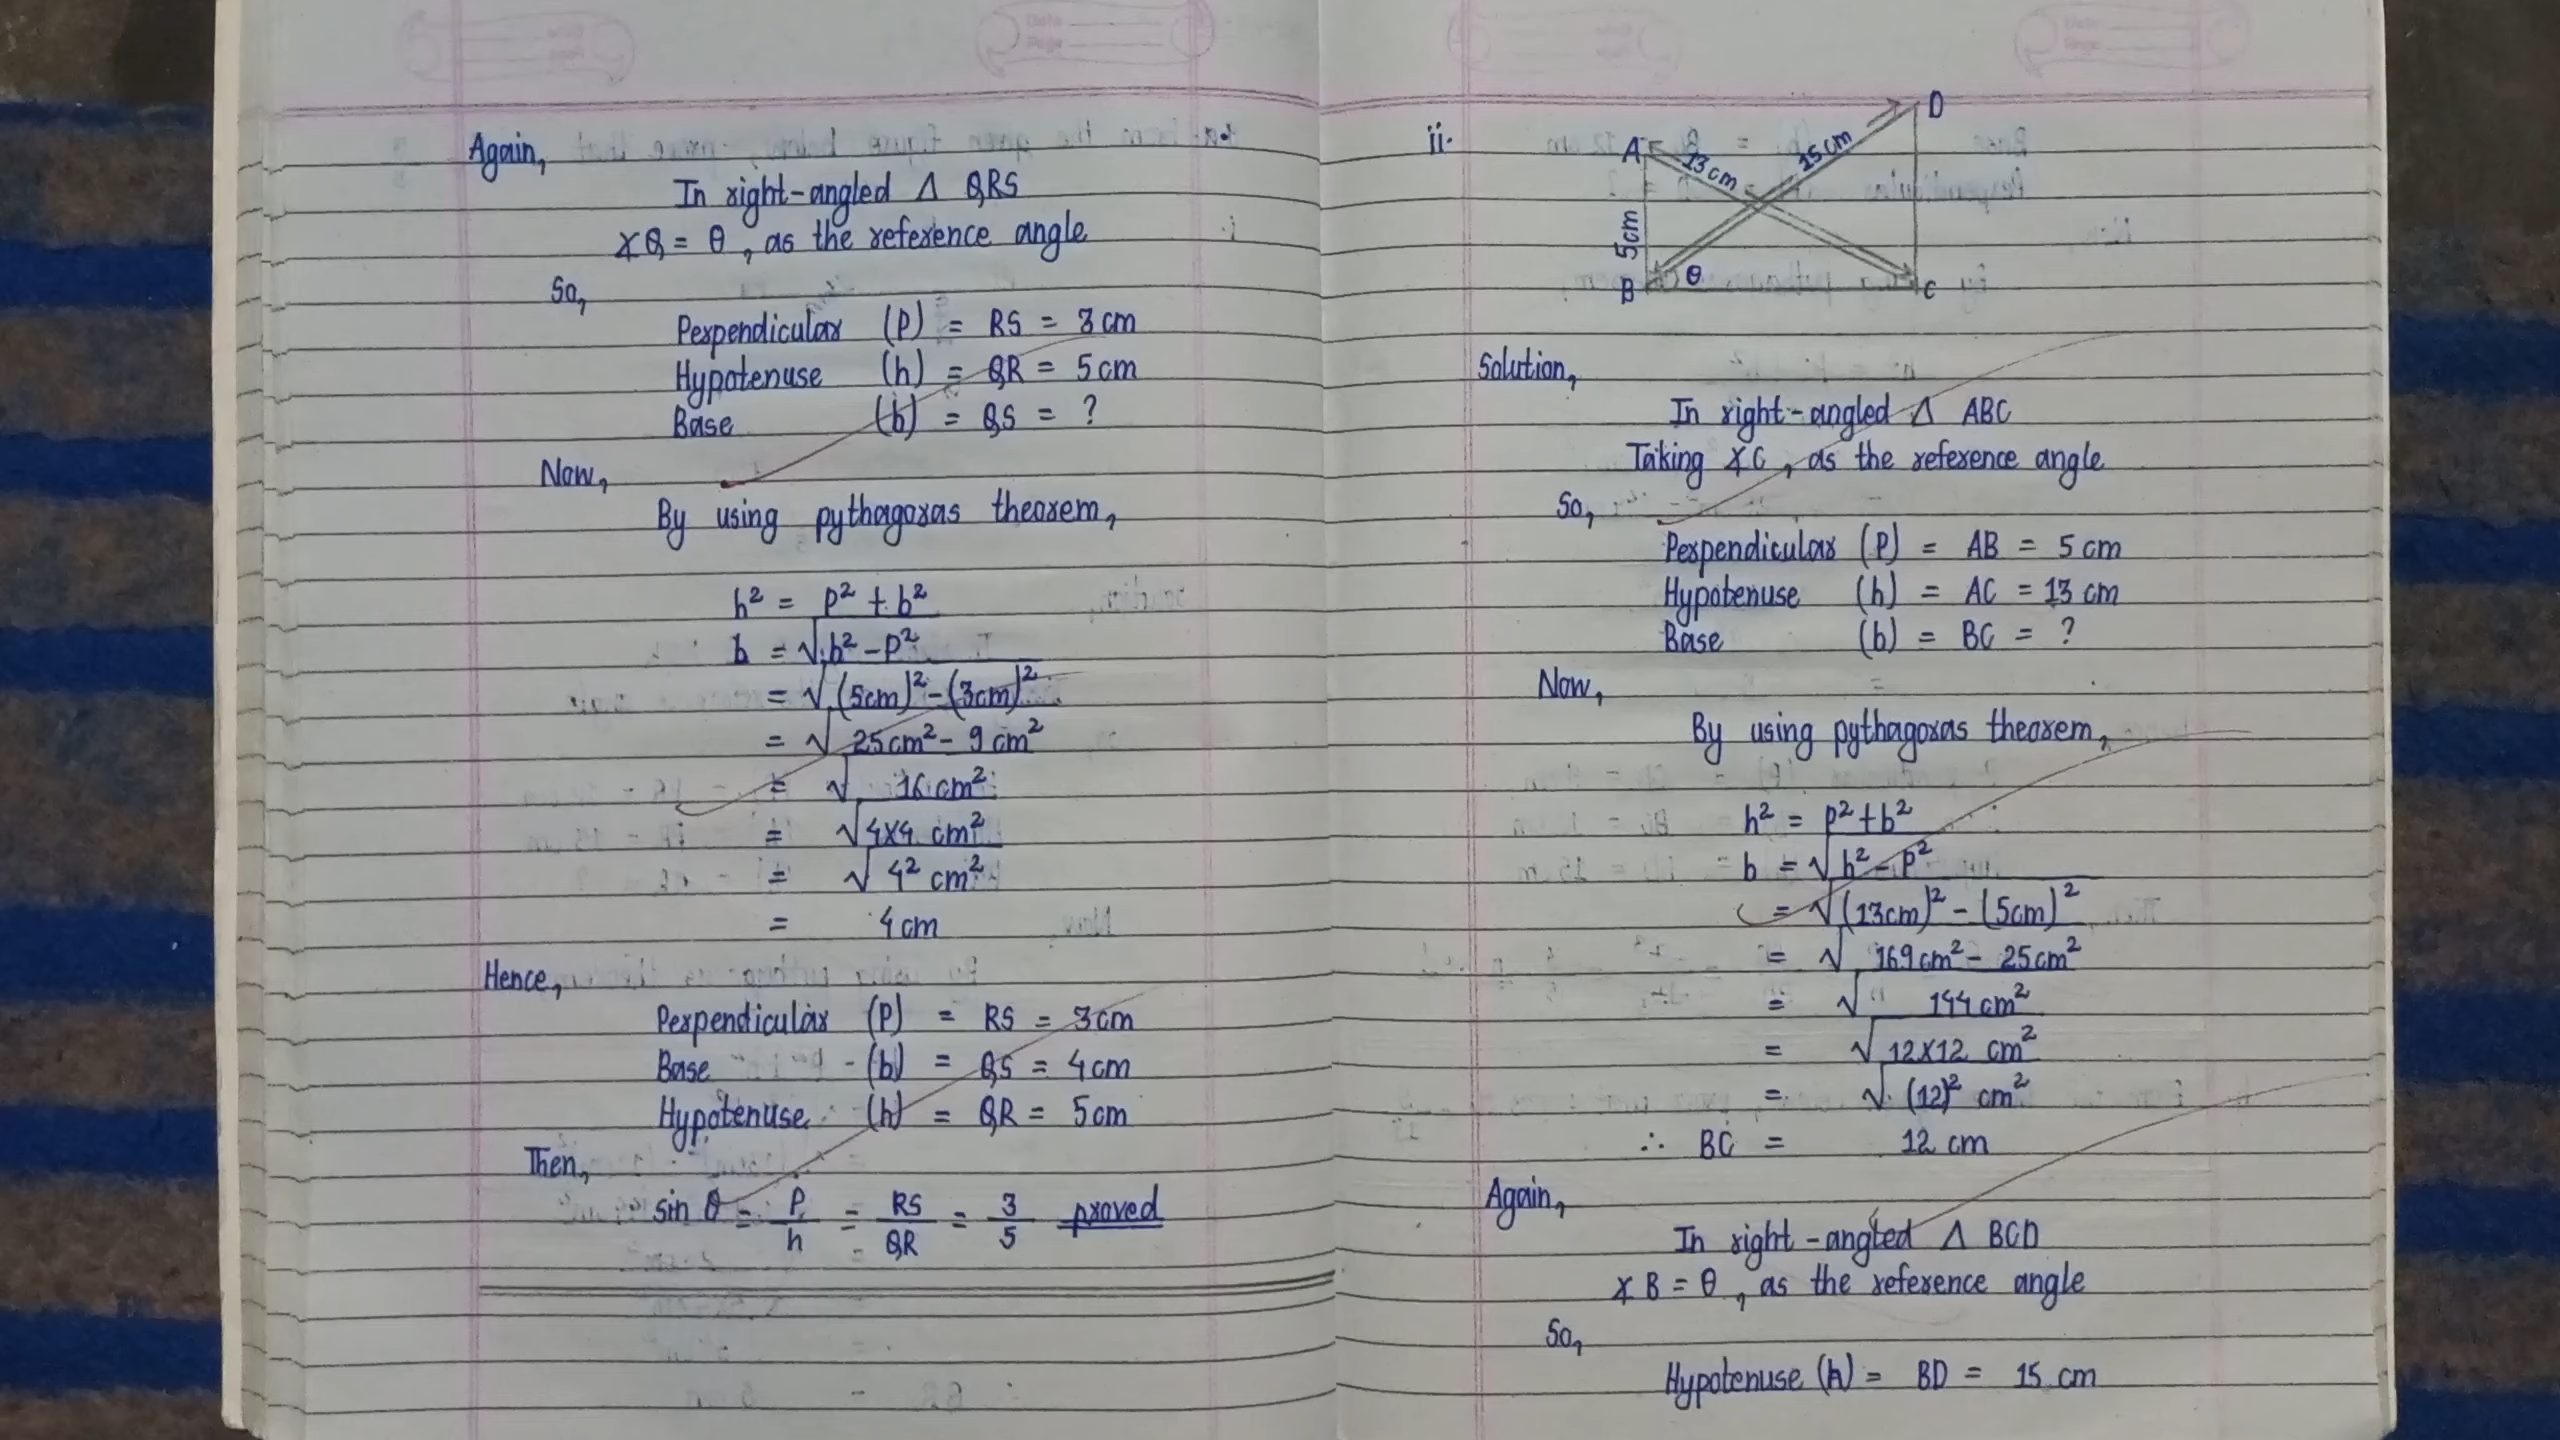 Again,
In right-angled Δ QRS
∡Q = θ, as the reference angle
So,
Perpendicular (P) = RS = 3 cm
Hypotenuse (h) = QR = 5 cm
Base (b) = QS = ?
Now,
By using pythagoras theorem,
h² = P² + b²
b = √h² - P²
= √(5cm)² - (3cm)²
= √25cm² - 9 cm²
= √16 cm²
= √4×4 cm²
= √4² cm²
= 4 cm
Hence,
Perpendicular (P) = RS = 3 cm
Base (b) = QS = 4 cm
Hypotenuse (h) = QR = 5 cm
Then,
sin θ = P/h = RS/QR = 3/5 proved
ii.
D
A
13 cm
15 cm
5cm
B
θ
C
Solution,
In right-angled Δ ABC
Taking ∡C, as the reference angle
So,
Perpendicular (P) = AB = 5 cm
Hypotenuse (h) = AC = 13 cm
Base (b) = BC = ?
Now,
By using pythagoras theorem,
h² = P² + b²
b = √h² - P²
= √(13cm)² - (5cm)²
= √169cm² - 25cm²
= √144 cm²
= √12×12 cm²
= √(12)² cm²
∴ BC = 12 cm
Again,
In right-angled Δ BCD
∡B = θ, as the reference angle
So,
Hypotenuse (h) = BD = 15 cm